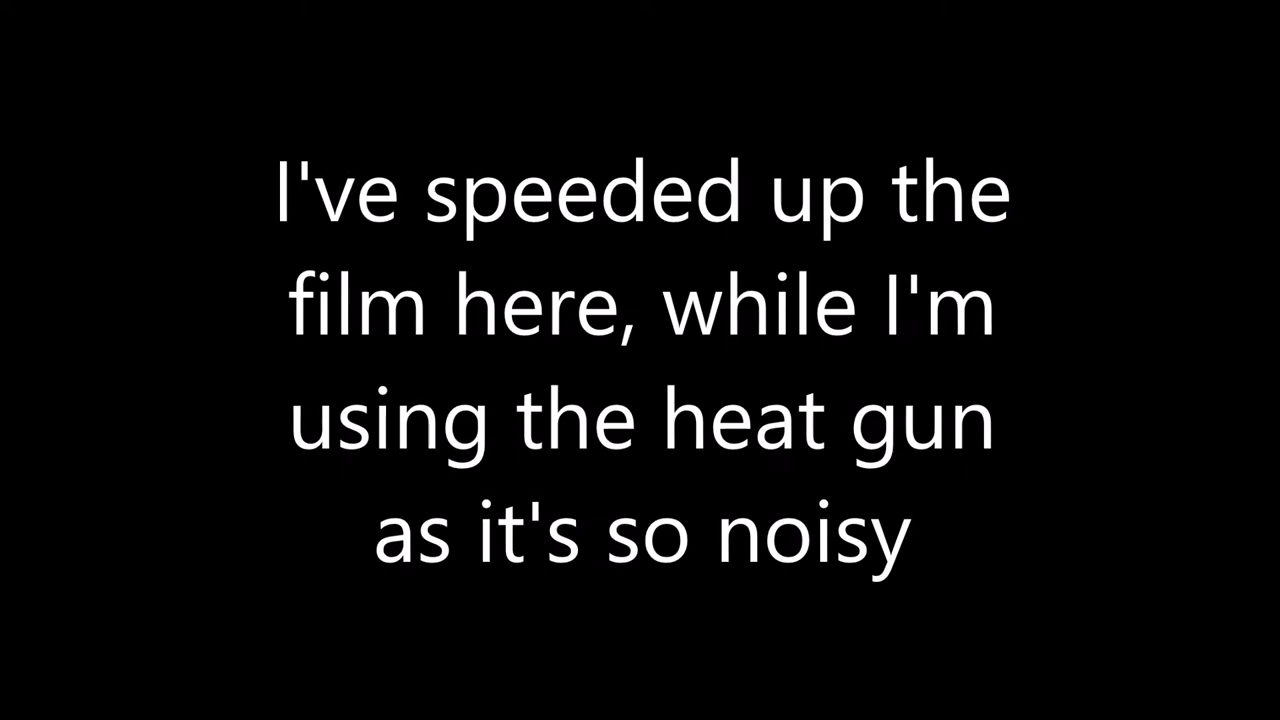 I've speeded up the
film here, while I'm
using the heat gun
as it's so noisy